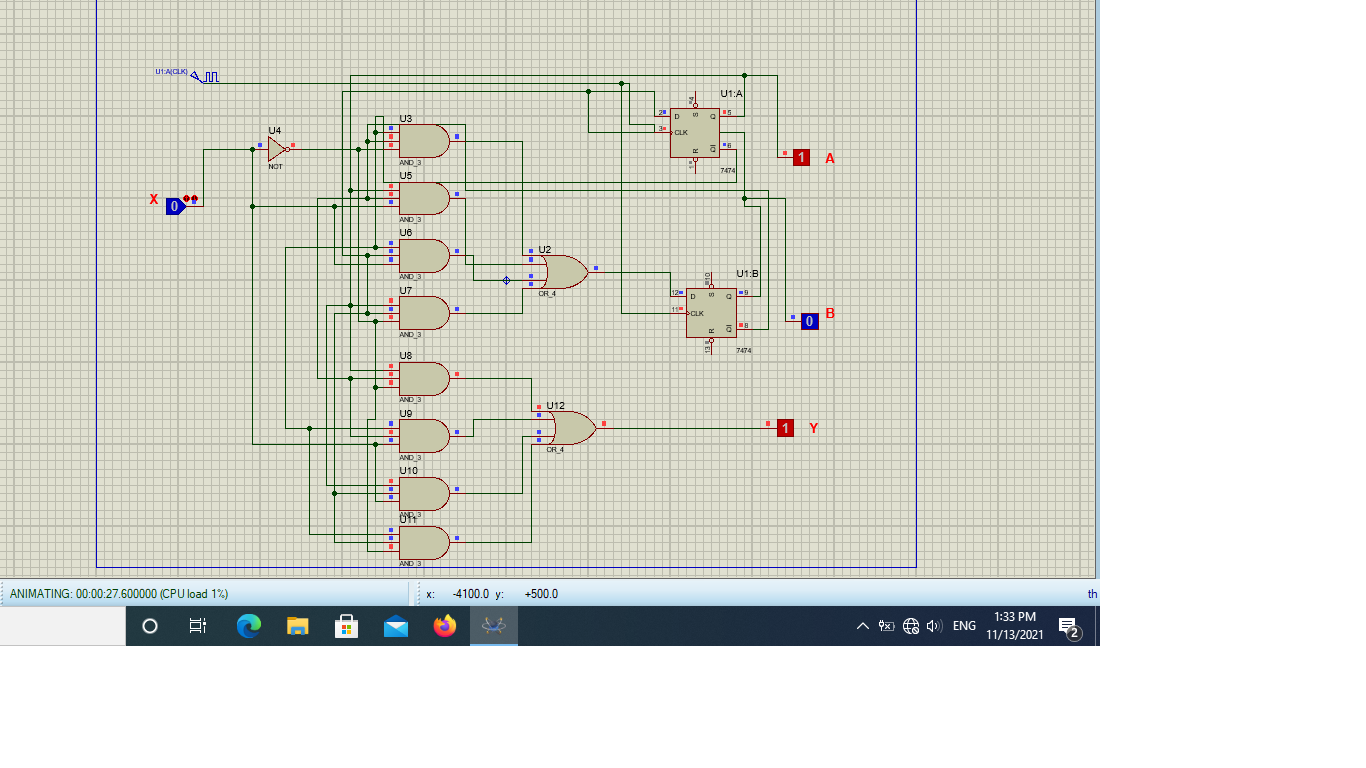 U1:A(CLK)
U4
NOT
X
0
U3
AND_3
U5
AND_3
U6
AND_3
U7
AND_3
U8
AND_3
U9
AND_3
U10
AND_3
U11
AND_3
U2
OR_4
U12
OR_4
U1:A
4
2
D
S
Q
5
3
CLK
R
Q
6
1
7474
1
A
U1:B
10
12
D
S
Q
9
11
CLK
R
Q
8
13
7474
0
B
1
Y
ANIMATING: 00:00:27.600000 (CPU load 1%)
x: -4100.0 y: +500.0
th
ENG
1:33 PM
11/13/2021
2